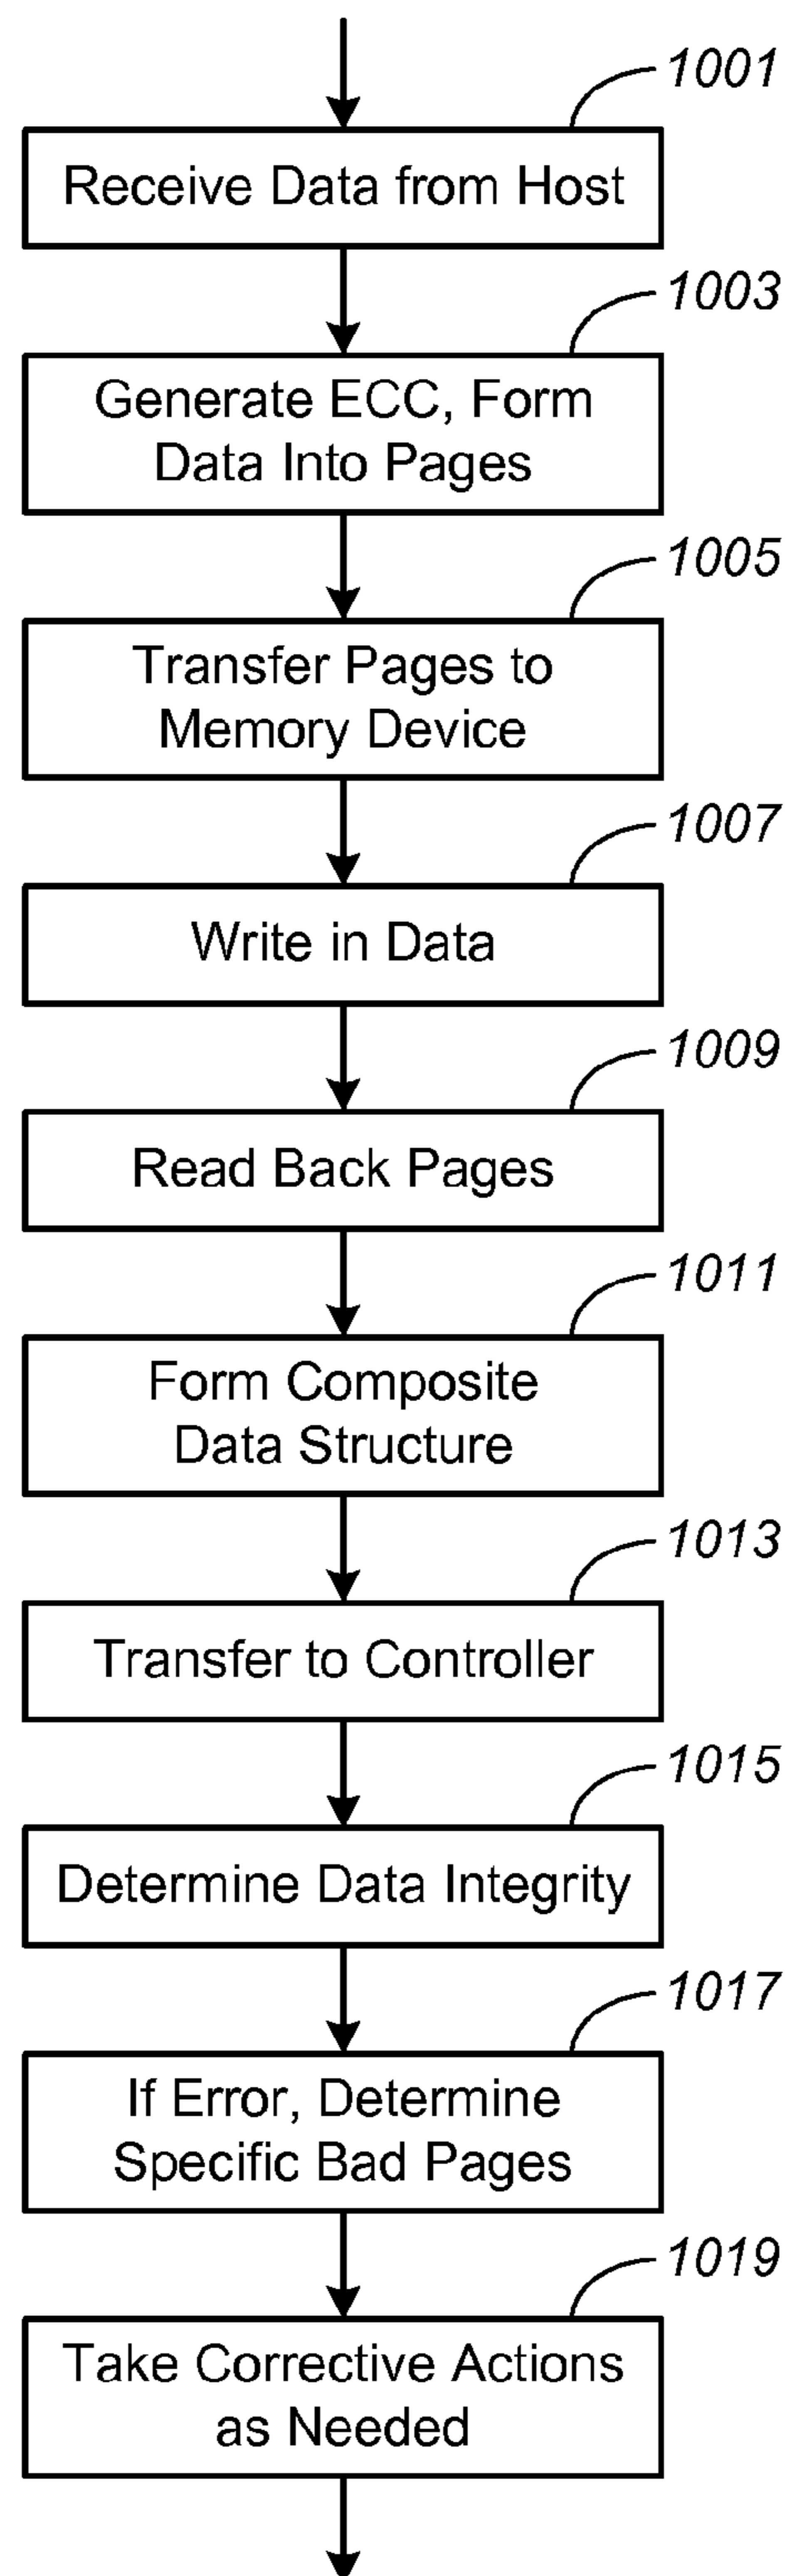 1001
Receive Data from Host
1003
Generate ECC, Form
Data Into Pages
1005
Transfer Pages to
Memory Device
1007
Write in Data
1009
Read Back Pages
1011
Form Composite
Data Structure
1013
Transfer to Controller
1015
Determine Data Integrity
1017
If Error, Determine
Specific Bad Pages
1019
Take Corrective Actions
as Needed